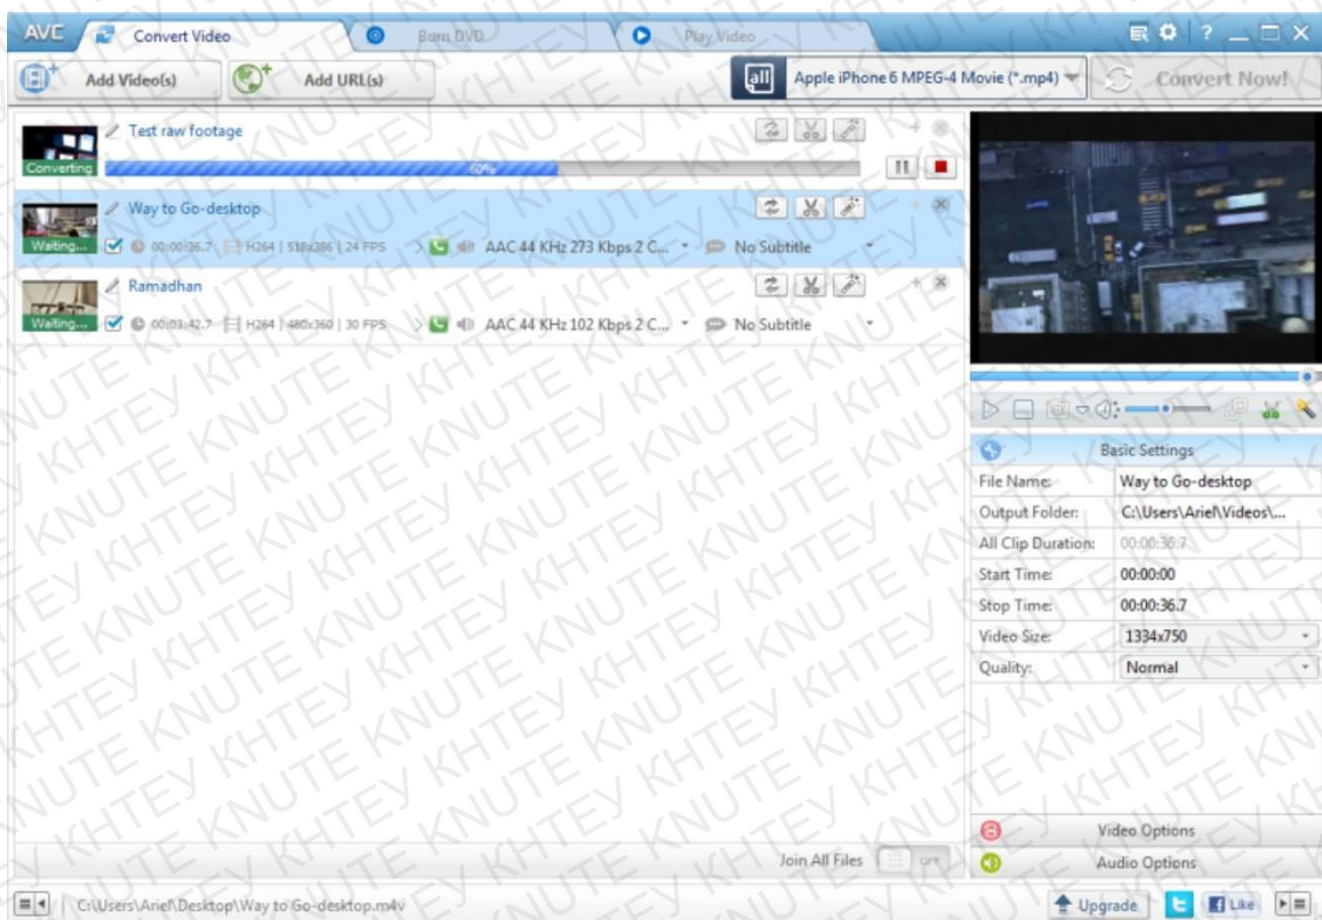 AVC Convert Video Burn DVD Play Video ?
Add Video(s) Add URL(s) all Apple iPhone 6 MPEG-4 Movie (*.mp4) Convert Now!
Test raw footage
Converting 60%
Way to Go-desktop
Waiting... 00:00:36.7 H264 | 518x386 | 24 FPS AAC 44 KHz 273 Kbps 2 C... No Subtitle
Ramadhan
Waiting... 00:03:42.7 H264 | 480x360 | 30 FPS AAC 44 KHz 102 Kbps 2 C... No Subtitle
Basic Settings
File Name: Way to Go-desktop
Output Folder: C:\Users\Ariel\Videos\...
All Clip Duration: 00:00:36.7
Start Time: 00:00:00
Stop Time: 00:00:36.7
Video Size: 1334x750
Quality: Normal
Video Options
Join All Files OFF
Audio Options
C:\Users\Ariel\Desktop\Way to Go-desktop.m4v Upgrade Like
KNUTE КНТЕУ